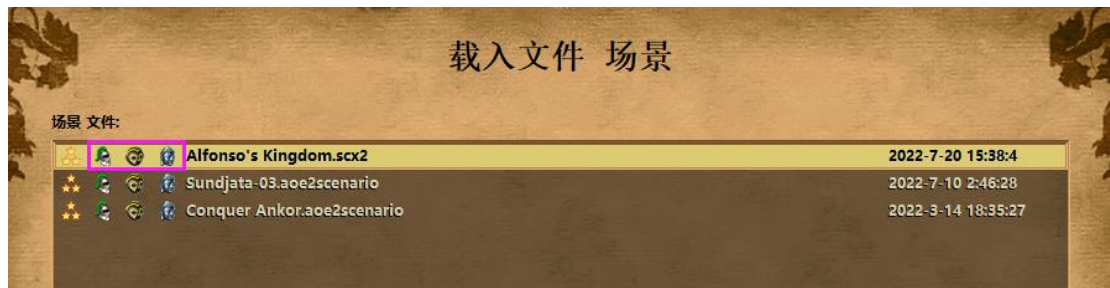 载入文件 场景
场景 文件:
Alfonso's Kingdom.scx2 2022-7-20 15:38:4
Sundjata-03.aoe2scenario 2022-7-10 2:46:28
Conquer Ankor.aoe2scenario 2022-3-14 18:35:27